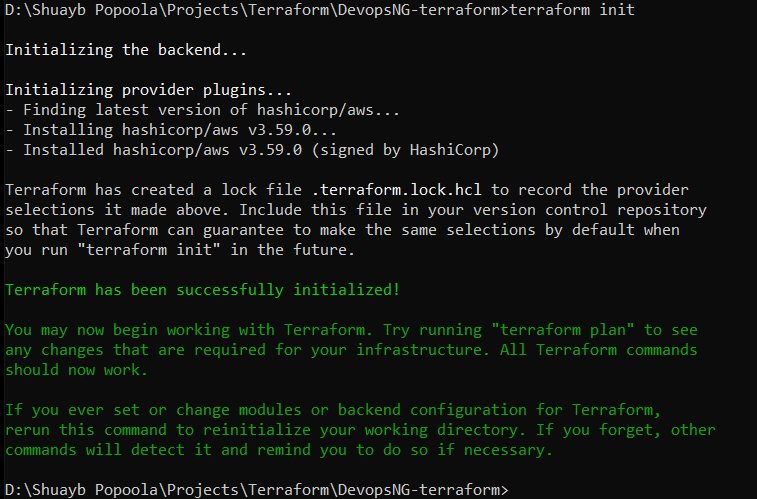 D:\Shuayb Popoola\Projects\Terraform\DevopsNG-terraform>terraform init
Initializing the backend...
Initializing provider plugins...
- Finding latest version of hashicorp/aws...
- Installing hashicorp/aws v3.59.0...
- Installed hashicorp/aws v3.59.0 (signed by HashiCorp)
Terraform has created a lock file .terraform.lock.hcl to record the provider
selections it made above. Include this file in your version control repository
so that Terraform can guarantee to make the same selections by default when
you run "terraform init" in the future.
Terraform has been successfully initialized!
You may now begin working with Terraform. Try running "terraform plan" to see
any changes that are required for your infrastructure. All Terraform commands
should now work.
If you ever set or change modules or backend configuration for Terraform,
rerun this command to reinitialize your working directory. If you forget, other
commands will detect it and remind you to do so if necessary.
D:\Shuayb Popoola\Projects\Terraform\DevopsNG-terraform>